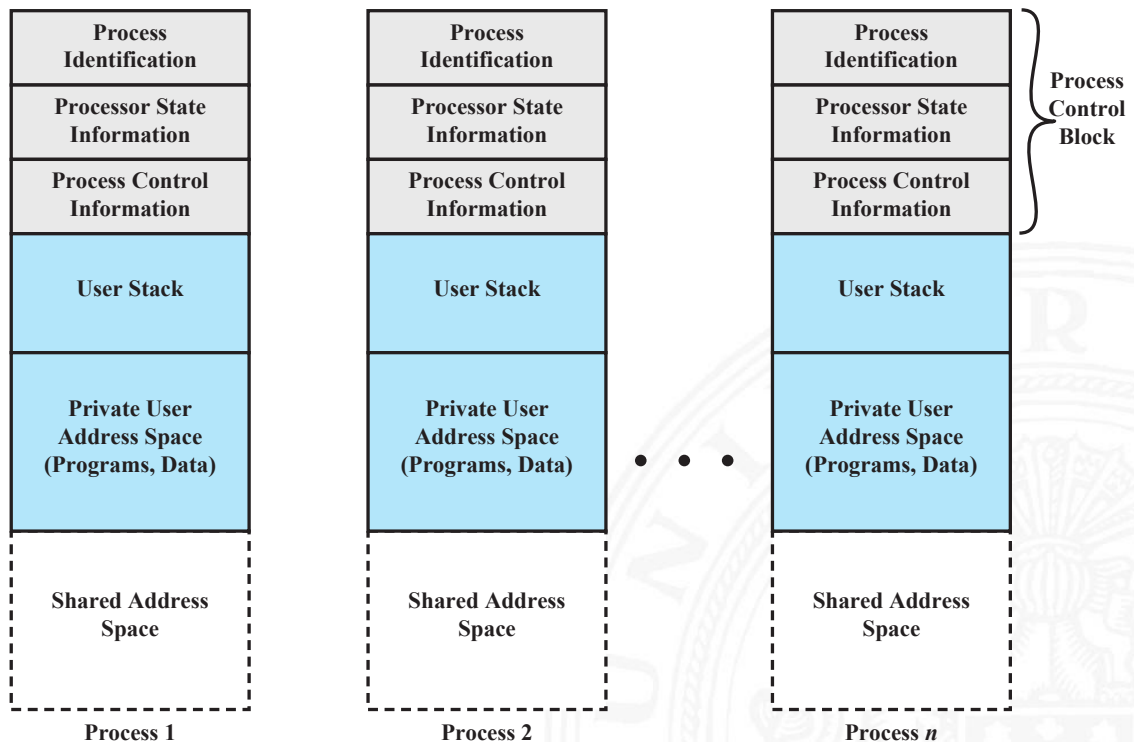 Process
Identification
Processor State
Information
Process Control
Information
User Stack
Private User
Address Space
(Programs, Data)
Shared Address
Space
Process 1
Process
Identification
Processor State
Information
Process Control
Information
User Stack
Private User
Address Space
(Programs, Data)
Shared Address
Space
Process 2
• • •
Process
Identification
Processor State
Information
Process Control
Information
User Stack
Private User
Address Space
(Programs, Data)
Shared Address
Space
Process n
Process
Control
Block